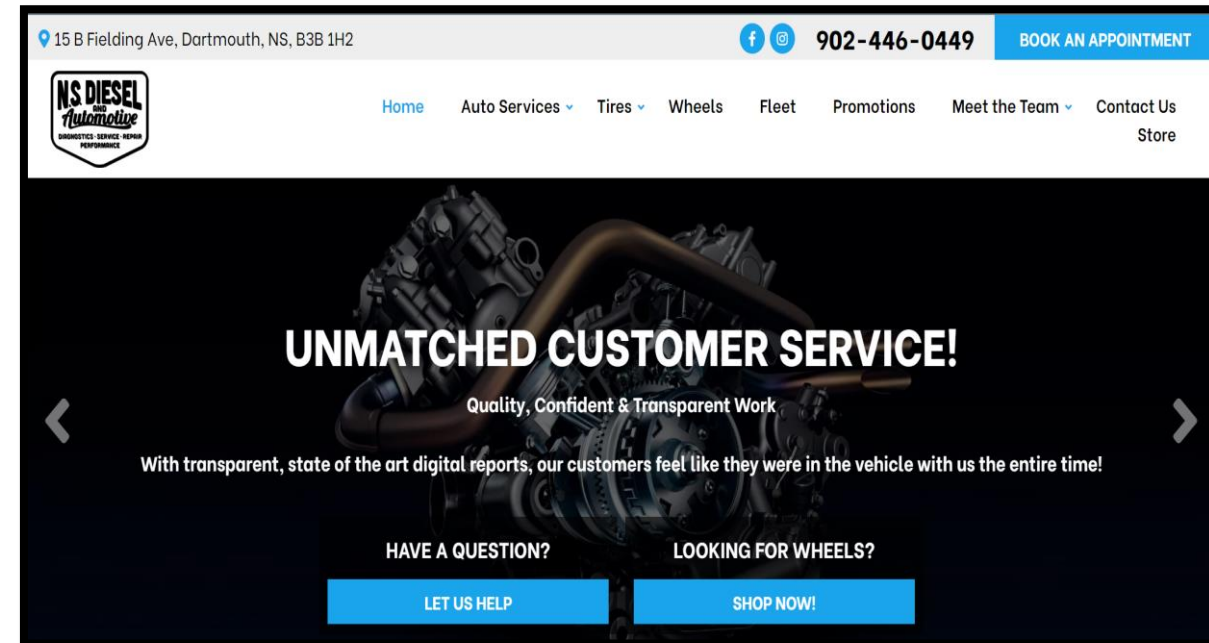 15 B Fielding Ave, Dartmouth, NS, B3B 1H2
902-446-0449
BOOK AN APPOINTMENT
N.S. DIESEL
AND
Automotive
DIAGNOSTICS - SERVICE - REPAIR
PERFORMANCE
Home Auto Services Tires Wheels Fleet Promotions Meet the Team Contact Us
Store
UNMATCHED CUSTOMER SERVICE!
Quality, Confident & Transparent Work
With transparent, state of the art digital reports, our customers feel like they were in the vehicle with us the entire time!
HAVE A QUESTION?
LET US HELP
LOOKING FOR WHEELS?
SHOP NOW!